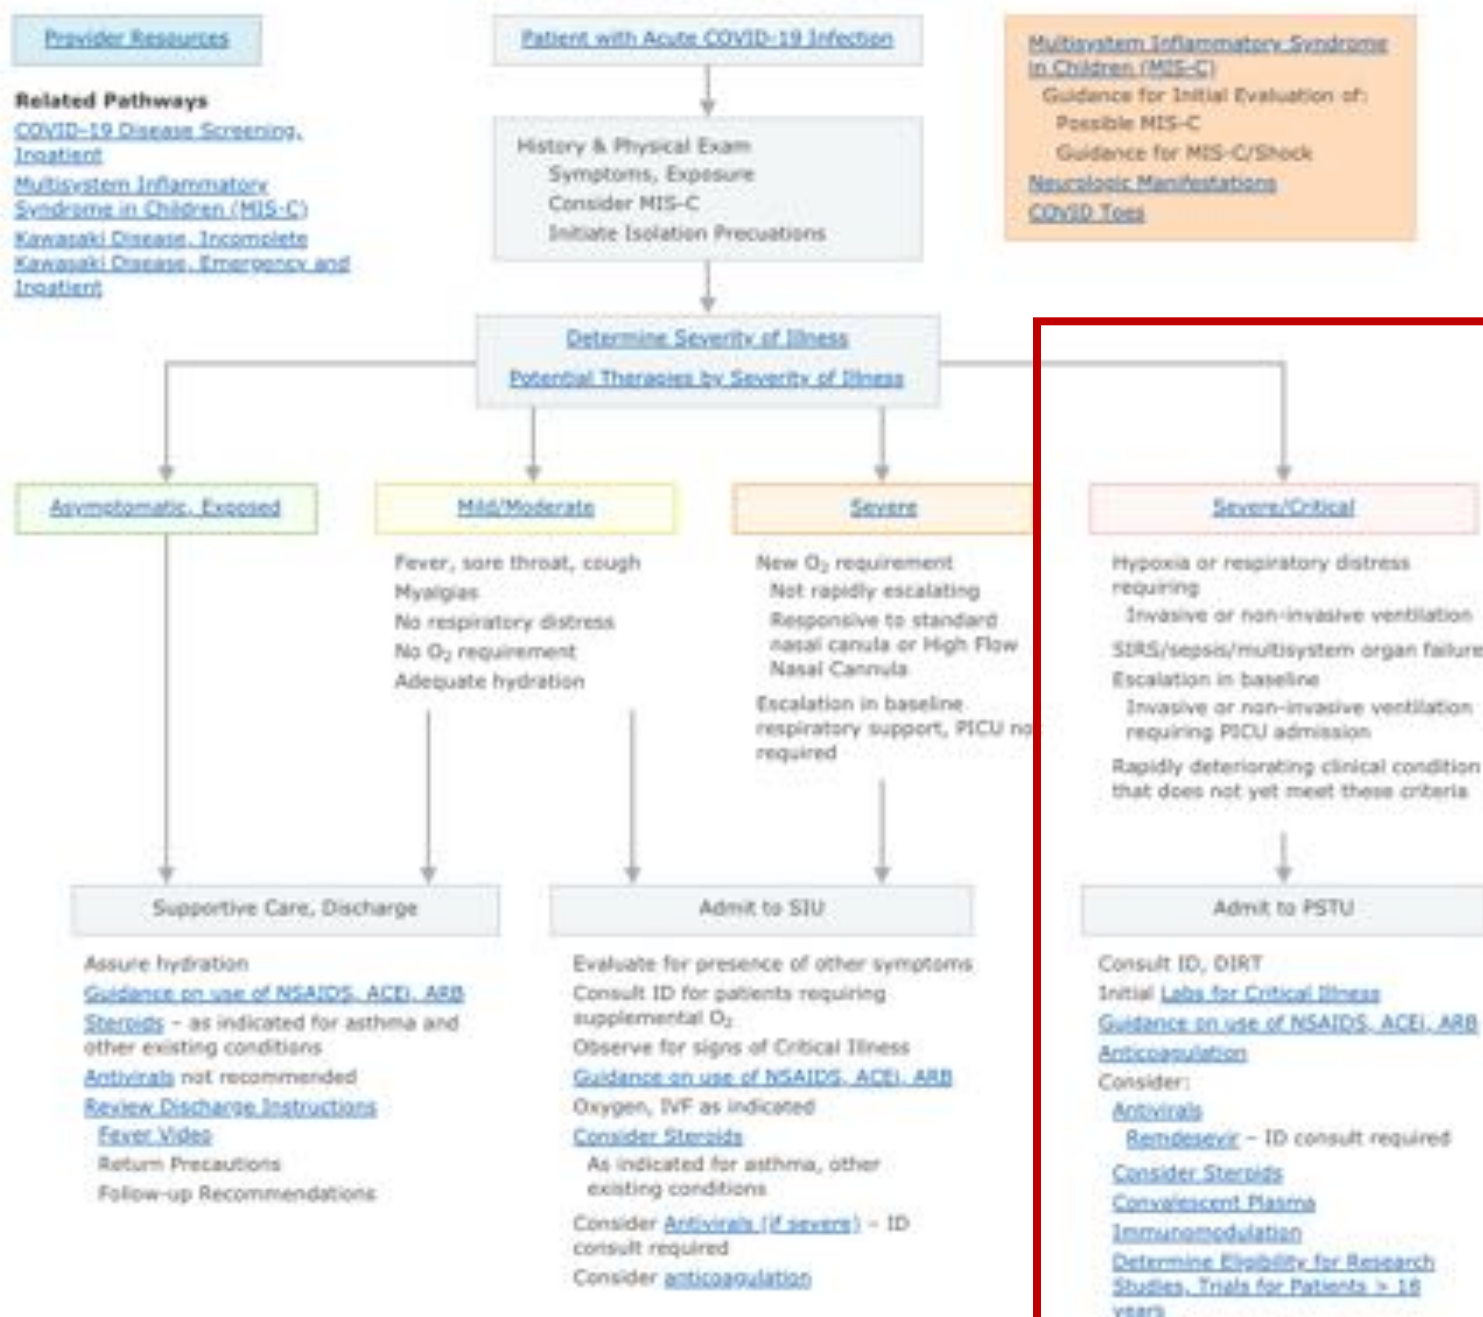 Provider Resources
Related Pathways
COVID-19 Disease Screening,
Inpatient
Multisystem Inflammatory
Syndrome in Children (MIS-C)
Kawasaki Disease, Incomplete
Kawasaki Disease, Emergency and
Inpatient
Patient with Acute COVID-19 Infection
History & Physical Exam
Symptoms, Exposure
Consider MIS-C
Initiate Isolation Precuations
Multisystem Inflammatory Syndrome
in Children (MIS-C)
Guidance for Initial Evaluation of:
Possible MIS-C
Guidance for MIS-C/Shock
Neurologic Manifestations
COVID Toes
Determine Severity of Illness
Potential Therapies by Severity of Illness
Asymptomatic, Exposed
Mild/Moderate
Fever, sore throat, cough
Myalgias
No respiratory distress
No O₂ requirement
Adequate hydration
Severe
New O₂ requirement
Not rapidly escalating
Responsive to standard
nasal canula or High Flow
Nasal Cannula
Escalation in baseline
respiratory support, PICU no
required
Severe/Critical
Hypoxia or respiratory distress
requiring
Invasive or non-invasive ventilation
SIRS/sepsis/multisystem organ failure
Escalation in baseline
Invasive or non-invasive ventilation
requiring PICU admission
Rapidly deteriorating clinical condition
that does not yet meet these criteria
Supportive Care, Discharge
Assure hydration
Guidance on use of NSAIDS, ACEi, ARB
Steroids – as indicated for asthma and
other existing conditions
Antivirals not recommended
Review Discharge Instructions
Fever Video
Return Precautions
Follow-up Recommendations
Admit to SIU
Evaluate for presence of other symptoms
Consult ID for patients requiring
supplemental O₂
Observe for signs of Critical Illness
Guidance on use of NSAIDS, ACEi, ARB
Oxygen, IVF as indicated
Consider Steroids
As indicated for asthma, other
existing conditions
Consider Antivirals (if severe) – ID
consult required
Consider anticoagulation
Admit to PSTU
Consult ID, DIRT
Initial Labs for Critical Illness
Guidance on use of NSAIDS, ACEi, ARB
Anticoagulation
Consider:
Antivirals
Remdesevir – ID consult required
Consider Steroids
Convalescent Plasma
Immunomodulation
Determine Eligibility for Research
Studies, Trials for Patients >
years